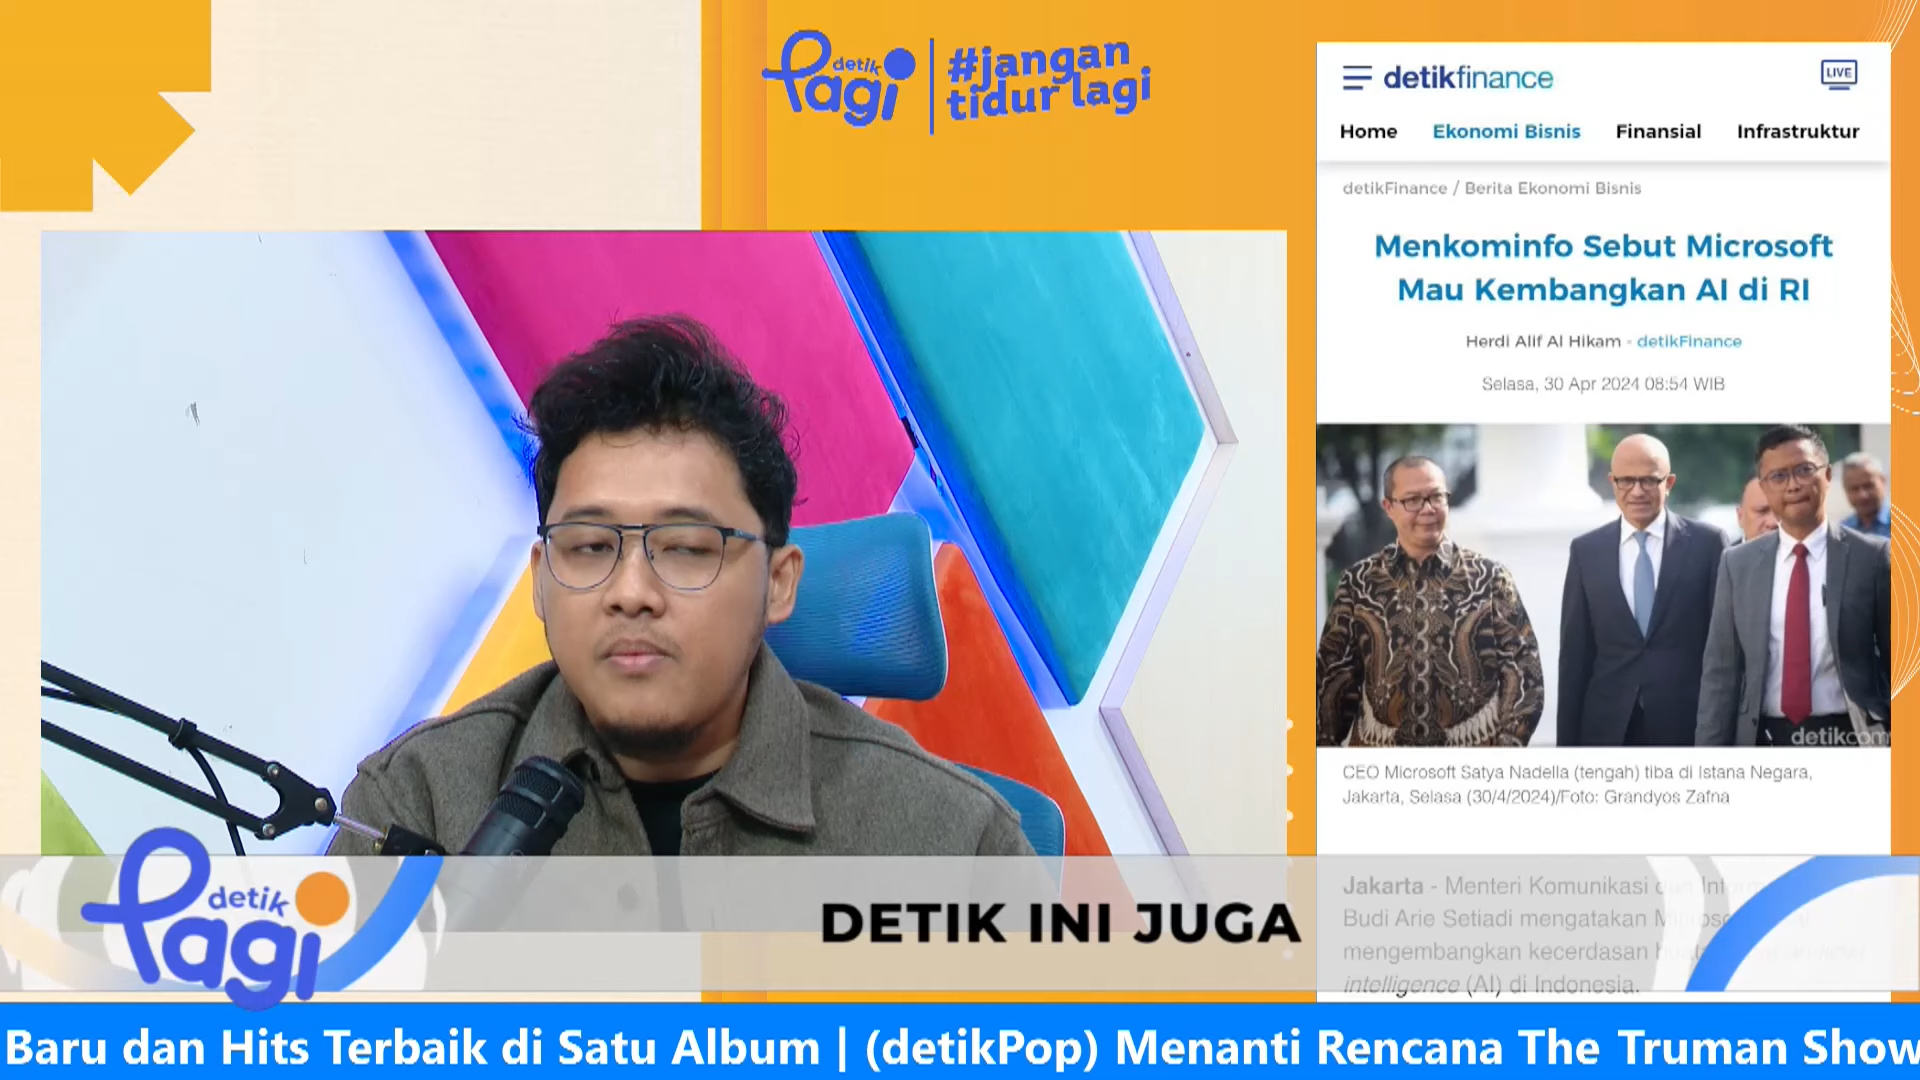 detik
Pagi
#jangan
tidur lagi
detikfinance
LIVE
Home Ekonomi Bisnis Finansial Infrastruktur
detikFinance / Berita Ekonomi Bisnis
Menkominfo Sebut Microsoft
Mau Kembangkan AI di RI
Herdi Alif Al Hikam - detikFinance
Selasa, 30 Apr 2024 08:54 WIB
detikcom
CEO Microsoft Satya Nadella (tengah) tiba di Istana Negara,
Jakarta, Selasa (30/4/2024)/Foto: Grandyos Zafna
Jakarta - Menteri Komunikasi
Budi Arie Setiadi mengatakan
mengembangkan kecerdasan
intelligence (AI) di Indonesia.
detik
Pagi
DETIK INI JUGA
Baru dan Hits Terbaik di Satu Album | (detikPop) Menanti Rencana The Truman Show